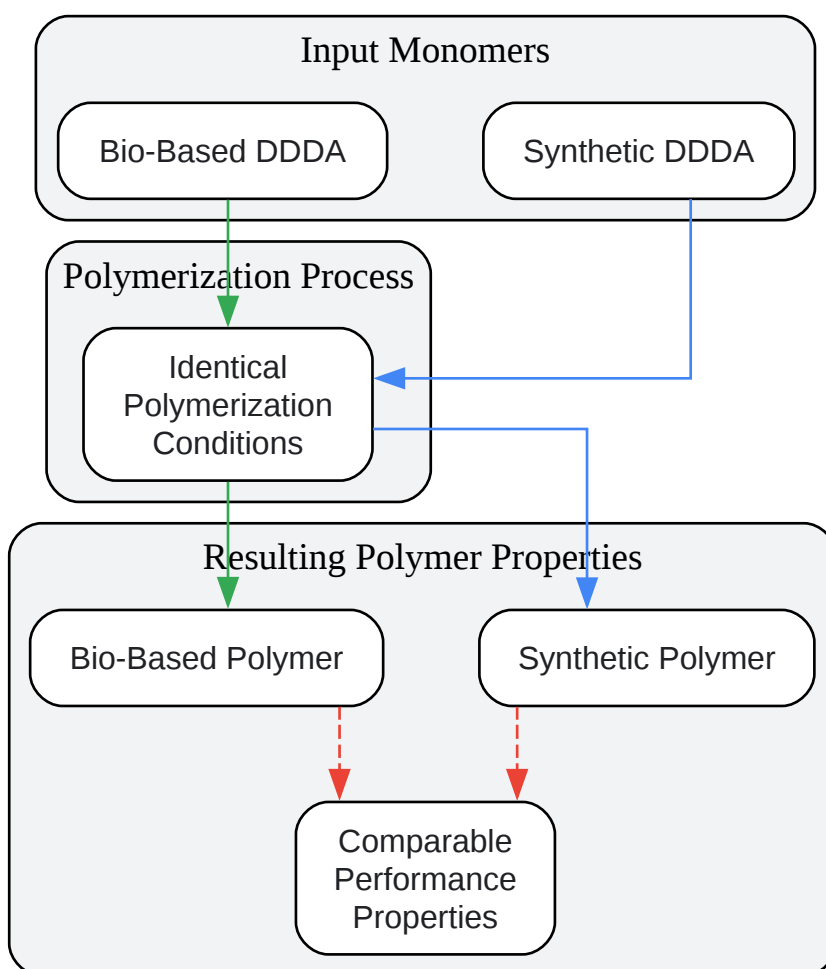 Input Monomers
Bio-Based DDDA
Synthetic DDDA
Polymerization Process
Identical
Polymerization
Conditions
Resulting Polymer Properties
Bio-Based Polymer
Synthetic Polymer
Comparable
Performance
Properties